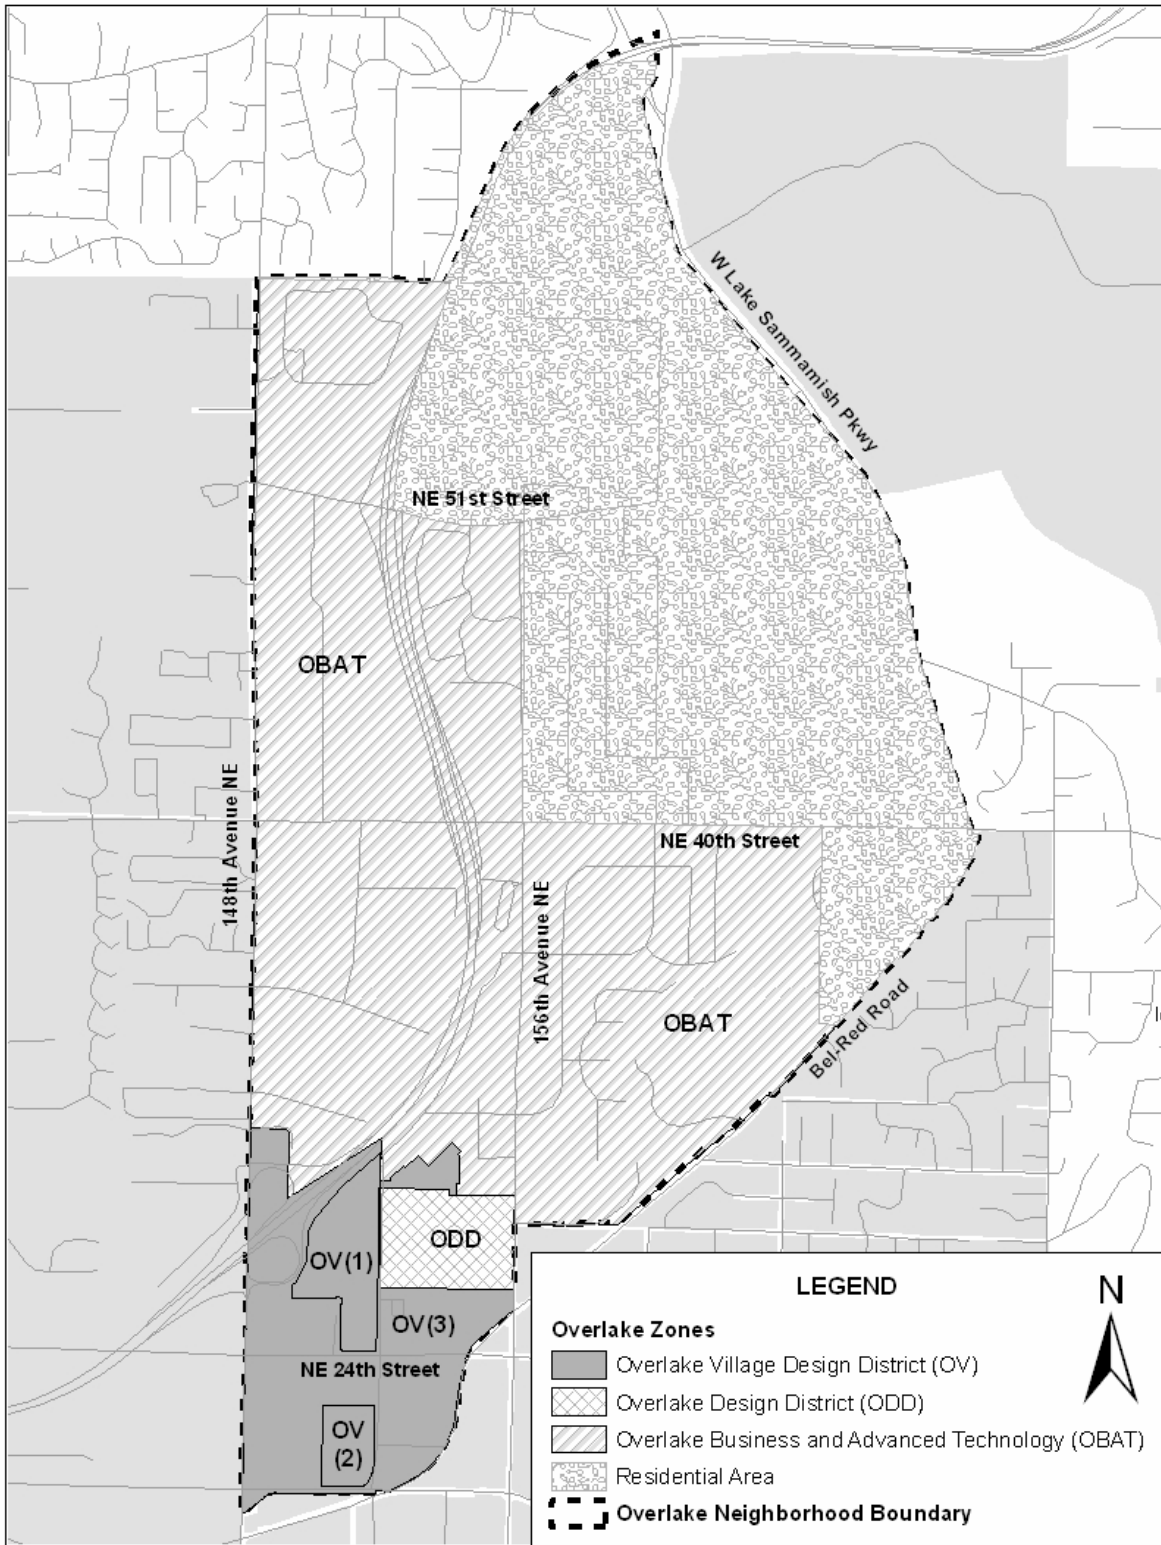 W Lake Sammamish Pkwy
NE 51st Street
OBAT
148th Avenue NE
NE 40th Street
156th Avenue NE
OBAT
Bel-Red Road
ODD
OV(1)
OV(3)
NE 24th Street
OV
(2)
LEGEND
N
Overlake Zones
Overlake Village Design District (OV)
Overlake Design District (ODD)
Overlake Business and Advanced Technology (OBAT)
Residential Area
Overlake Neighborhood Boundary